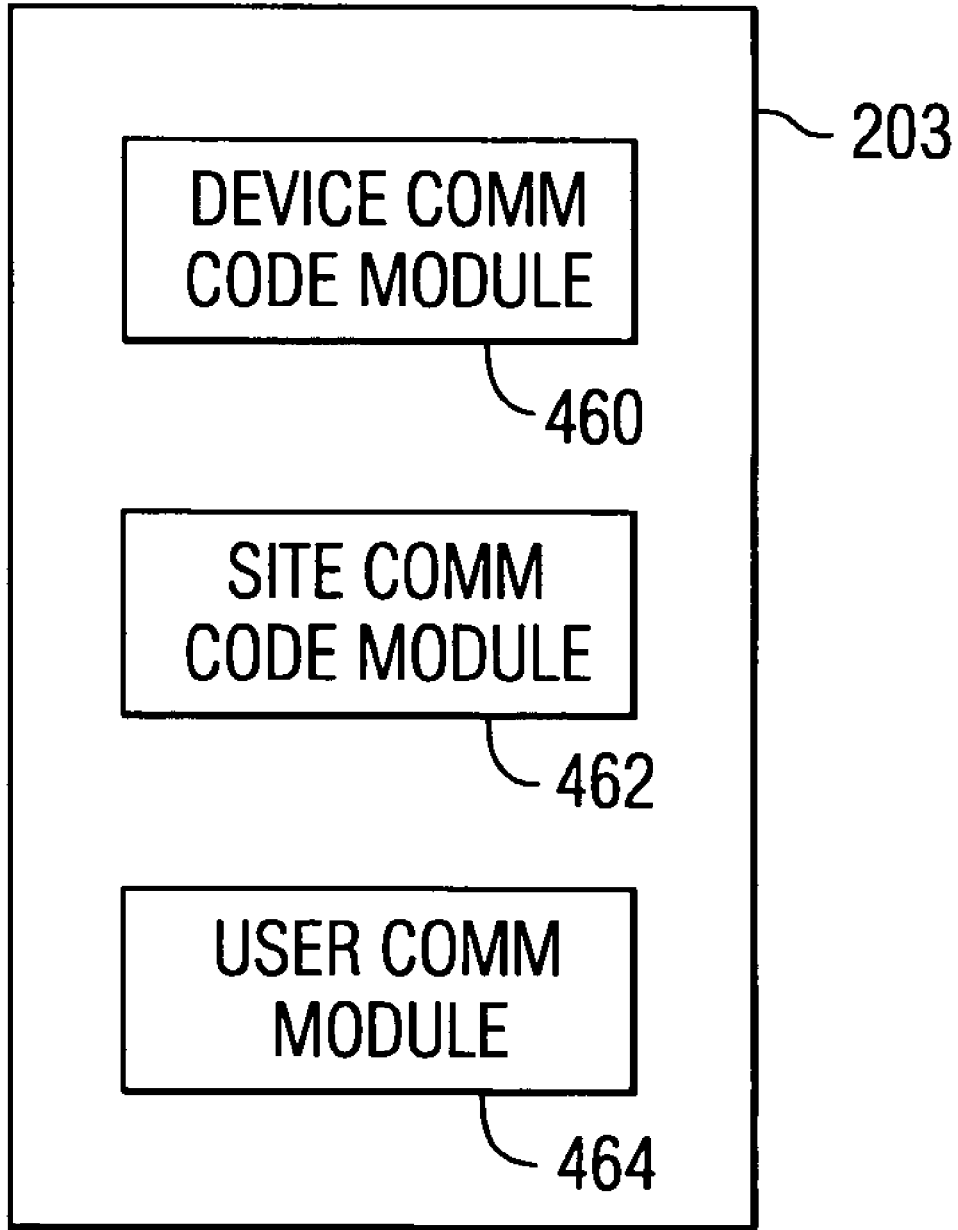 203
DEVICE COMM
CODE MODULE
460
SITE COMM
CODE MODULE
462
USER COMM
MODULE
464